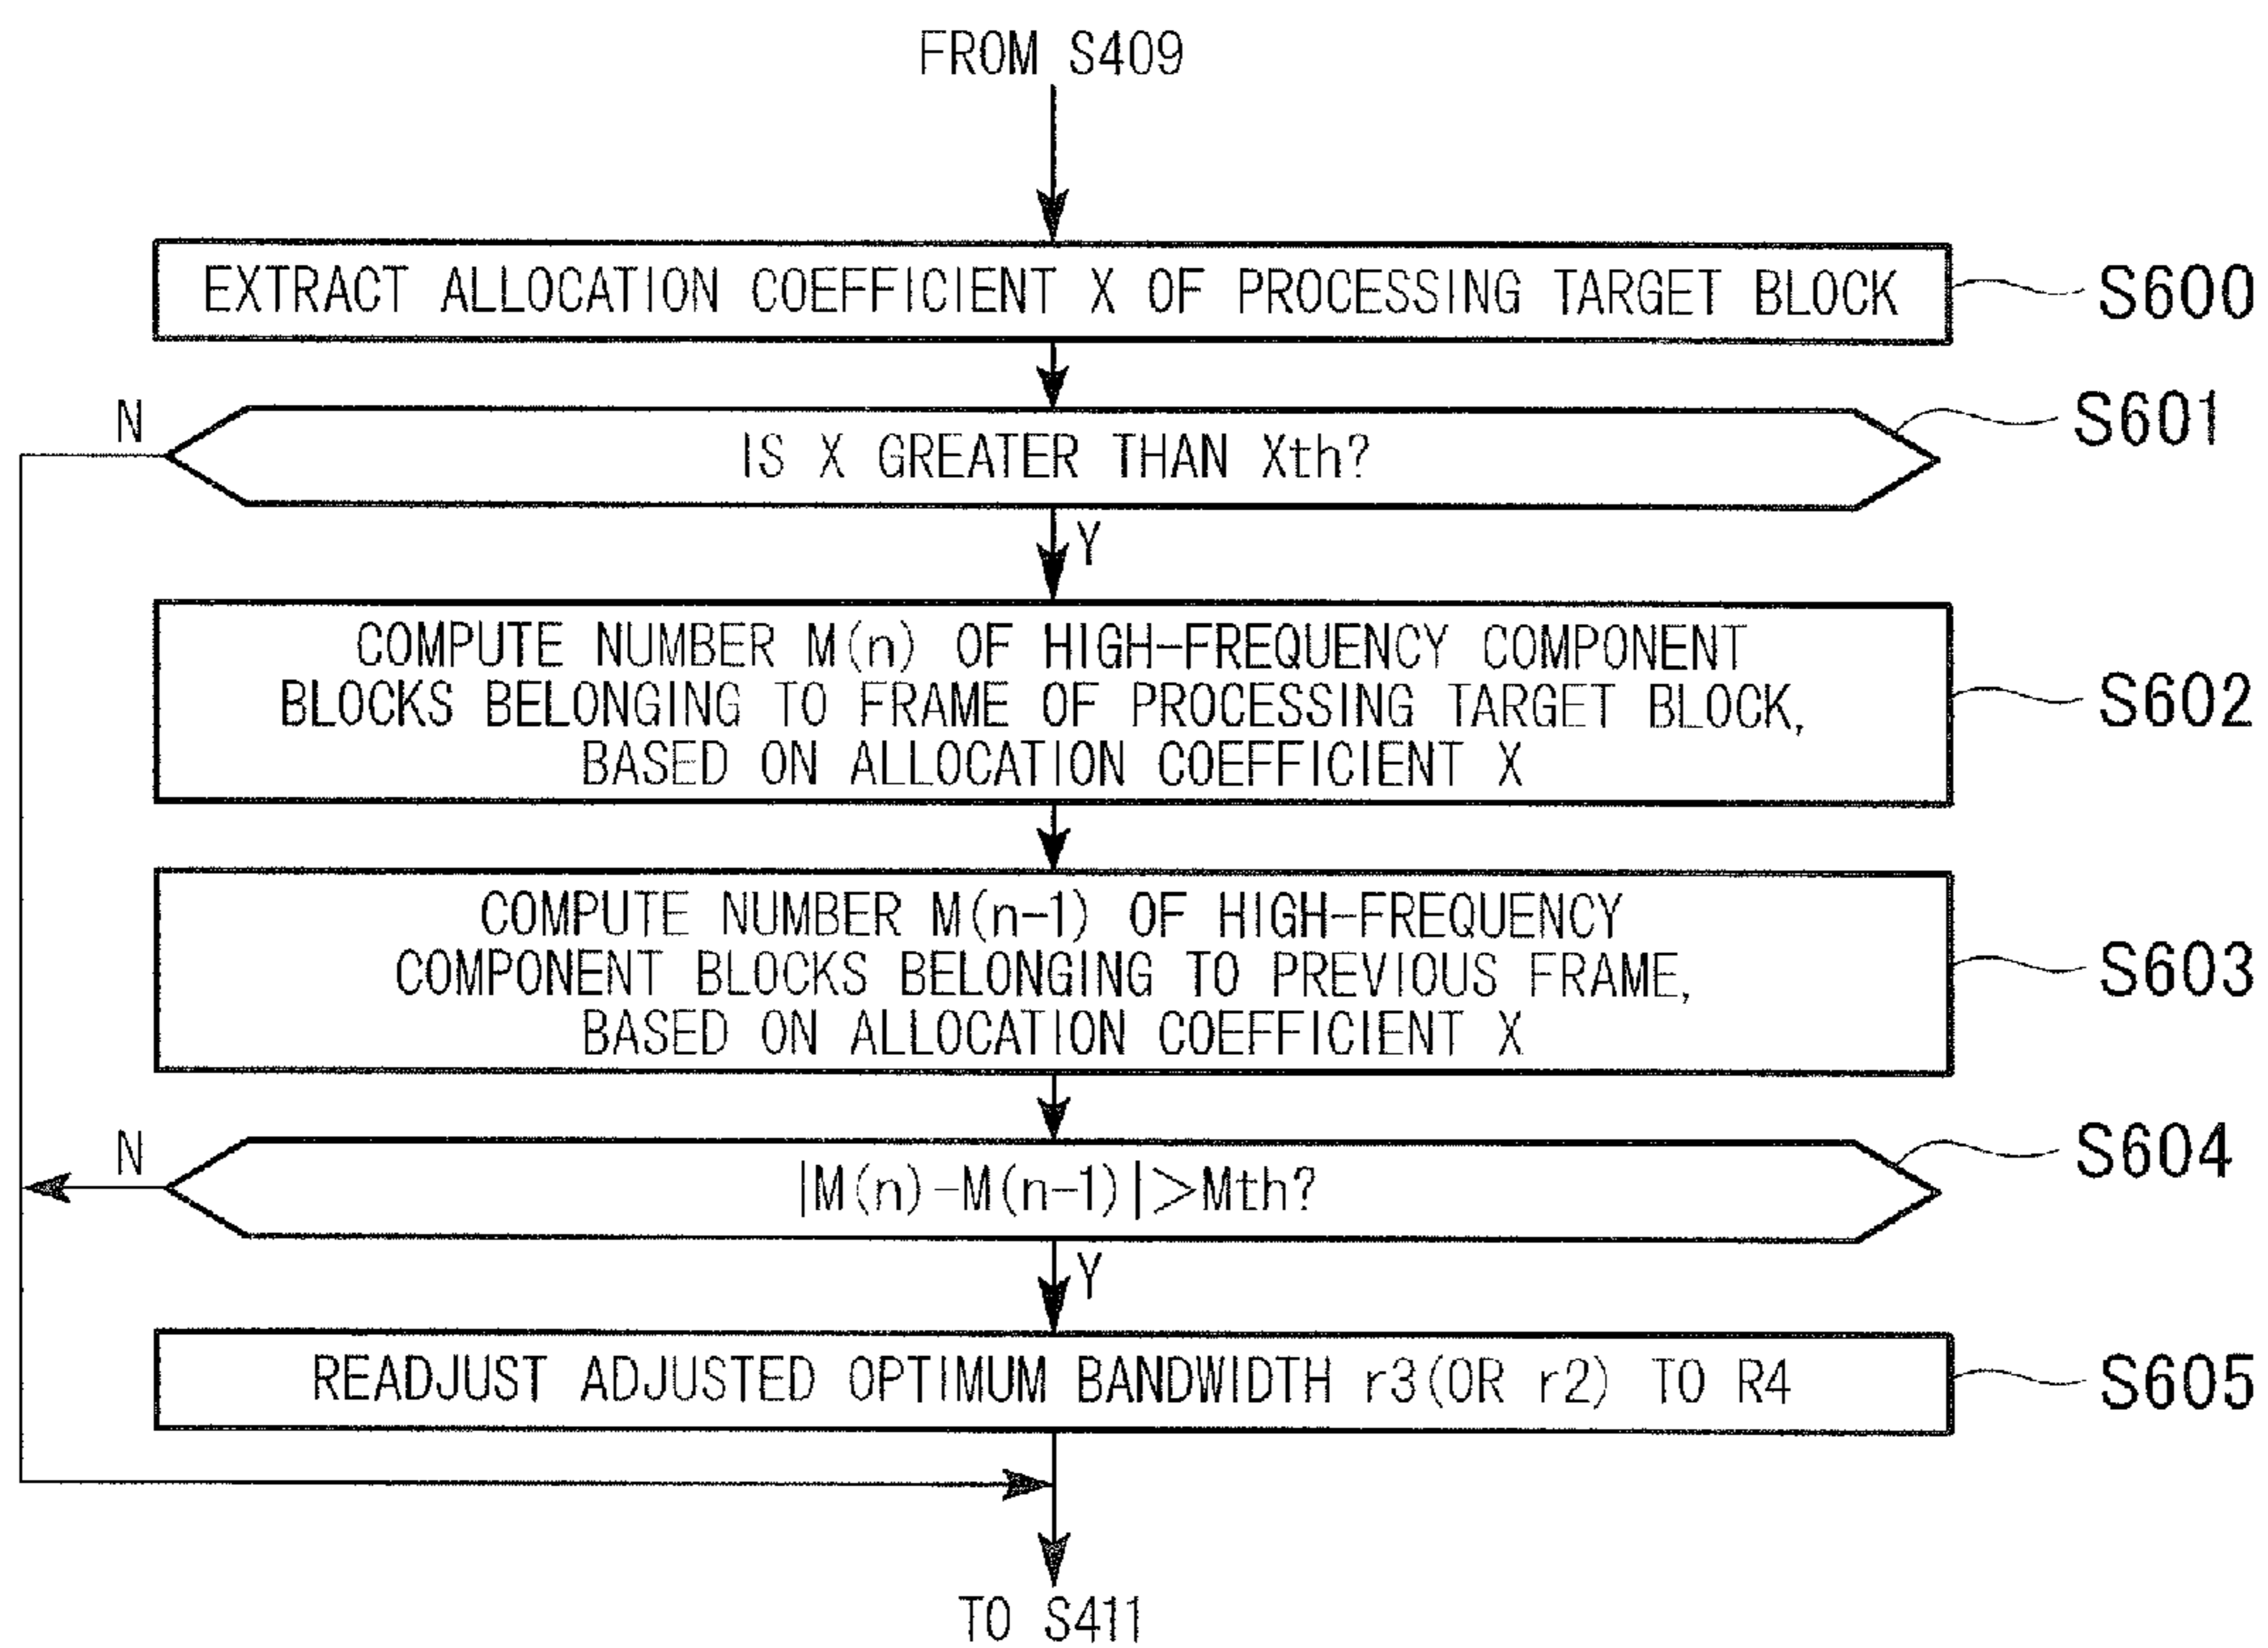 FROM S409
EXTRACT ALLOCATION COEFFICIENT X OF PROCESSING TARGET BLOCK
S600
N
IS X GREATER THAN Xth?
S601
Y
COMPUTE NUMBER M(n) OF HIGH-FREQUENCY COMPONENT
BLOCKS BELONGING TO FRAME OF PROCESSING TARGET BLOCK,
BASED ON ALLOCATION COEFFICIENT X
S602
COMPUTE NUMBER M(n-1) OF HIGH-FREQUENCY
COMPONENT BLOCKS BELONGING TO PREVIOUS FRAME,
BASED ON ALLOCATION COEFFICIENT X
S603
N
|M(n)-M(n-1)|>Mth?
S604
Y
READJUST ADJUSTED OPTIMUM BANDWIDTH r3(OR r2) TO R4
S605
TO S411